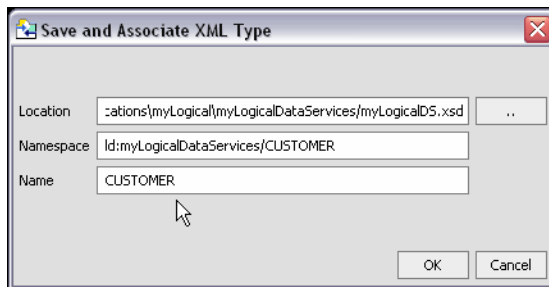 Save and Associate XML Type
Location :ations\myLogical\myLogicalDataServices/myLogicalDS.xsd ..
Namespace ld:myLogicalDataServices/CUSTOMER
Name CUSTOMER
OK Cancel